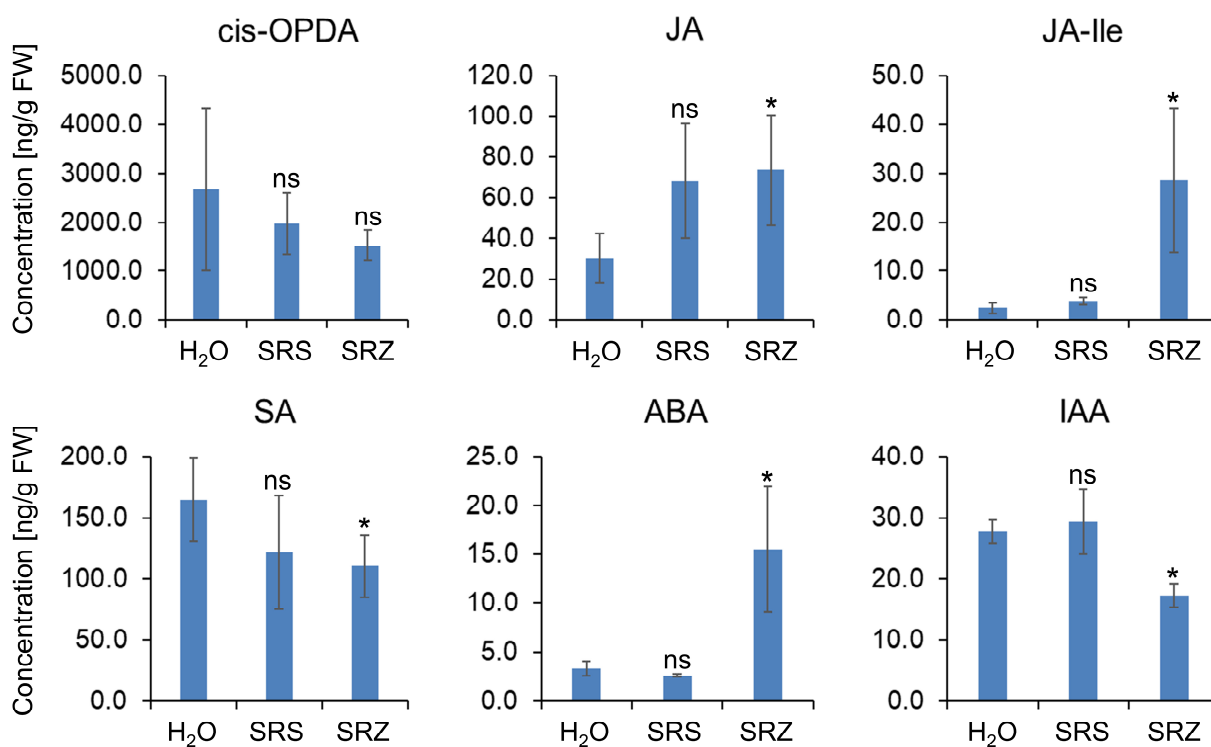 cis-OPDA
JA
JA-Ile
Concentration [ng/g FW]
5000.0
4000.0
3000.0
2000.0
1000.0
0.0
ns
ns
H₂O SRS SRZ
120.0
100.0
80.0
60.0
40.0
20.0
0.0
ns
*
H₂O SRS SRZ
50.0
40.0
30.0
20.0
10.0
0.0
ns
*
H₂O SRS SRZ
SA
ABA
IAA
Concentration [ng/g FW]
200.0
150.0
100.0
50.0
0.0
ns
*
H₂O SRS SRZ
25.0
20.0
15.0
10.0
5.0
0.0
ns
*
H₂O SRS SRZ
40.0
30.0
20.0
10.0
0.0
ns
*
H₂O SRS SRZ